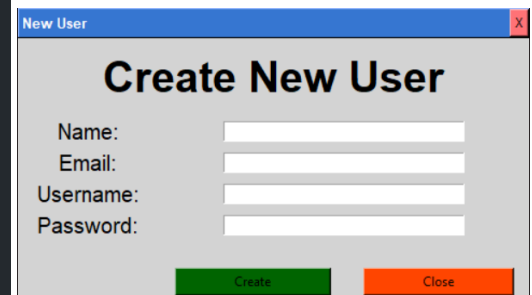 New User X
Create New User
Name:
Email:
Username:
Password:
Create Close